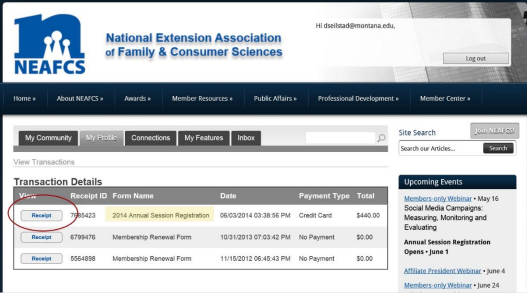 NEAFCS
National Extension Association
of Family & Consumer Sciences
Hi dseilstad@montana.edu,
Log out
Home » About NEAFCS » Awards » Member Resources » Public Affairs » Professional Development » Member Center »
My Community My Profile Connections My Features Inbox
Site Search
Join NEAFCS!
Search our Articles... Search
View Transactions
Transaction Details
View Receipt ID Form Name Date Payment Type Total
Receipt 7685423 2014 Annual Session Registration 06/03/2014 03:38:56 PM Credit Card $440.00
Receipt 6799476 Membership Renewal Form 10/31/2013 07:03:42 PM No Payment $0.00
Receipt 5564898 Membership Renewal Form 11/15/2012 06:45:43 PM No Payment $0.00
Upcoming Events
Members-only Webinar • May 16
Social Media Campaigns:
Measuring, Monitoring and
Evaluating
Annual Session Registration
Opens • June 1
Affiliate President Webinar • June 4
Members-only Webinar • June 24